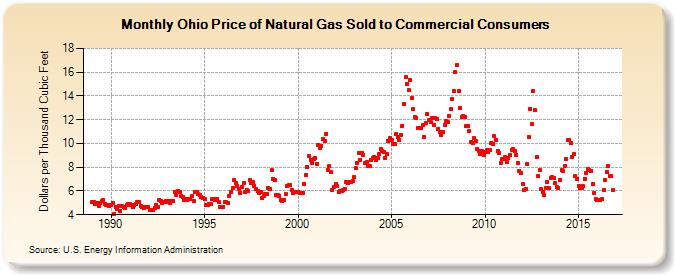 Monthly Ohio Price of Natural Gas Sold to Commercial Consumers
Dollars per Thousand Cubic Feet
18
16
14
12
10
8
6
4
1990 1995 2000 2005 2010 2015
Source: U.S. Energy Information Administration